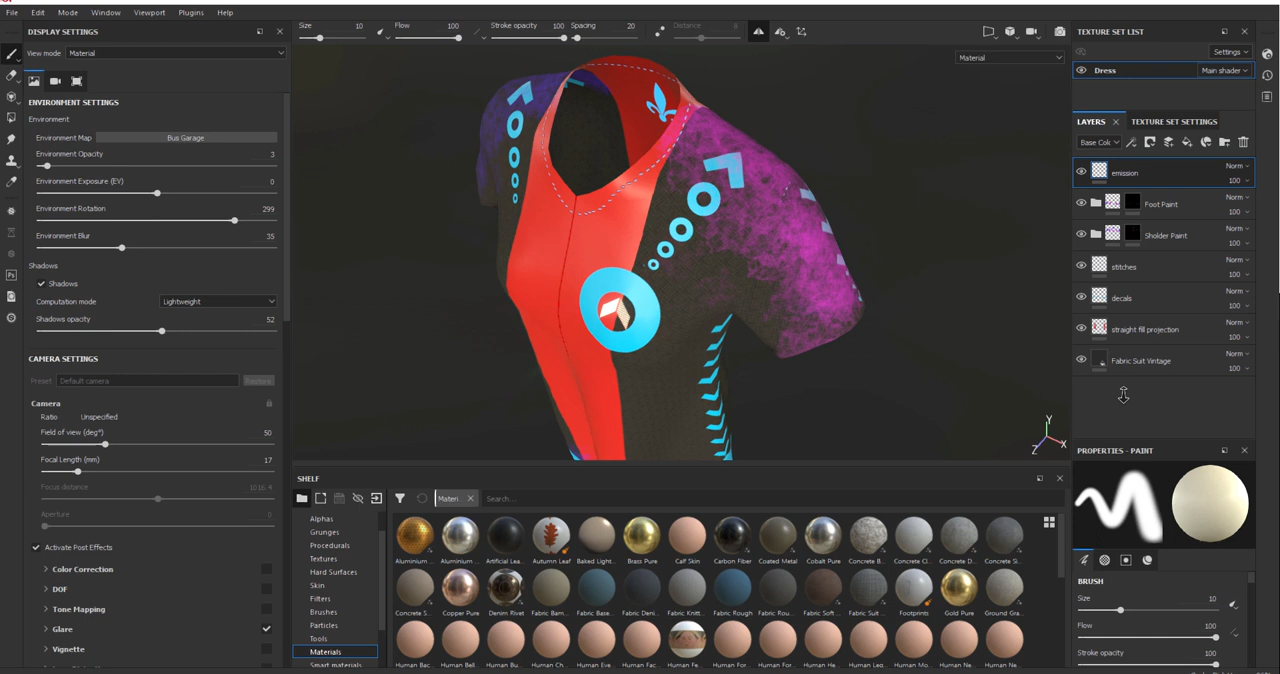 File Edit Mode Window Viewport Plugins Help
DISPLAY SETTINGS
View mode Material
ENVIRONMENT SETTINGS
Environment
Environment Map Bus Garage
Environment Opacity 3
Environment Exposure (EV) 0
Environment Rotation 299
Environment Blur 35
Shadows
Shadows
Computation mode Lightweight
Shadows opacity 52
CAMERA SETTINGS
Preset Default camera Restore
Camera
Ratio Unspecified
Field of view (deg°) 50
Focal Length (mm) 17
Focus distance 1016.4
Aperture 0
Activate Post Effects
Color Correction
DOF
Tone Mapping
Glare
Vignette
Size 10 Flow 100 Stroke opacity 100 Spacing 20 Distance 8
Material
Y
X
Z
SHELF
Materi Search...
Alphas
Grunges
Procedurals
Textures
Hard Surfaces
Skin
Filters
Brushes
Particles
Tools
Materials
Smart materials
Aluminium ... Aluminium ... Artificial Lea... Autumn Leaf Baked Light... Brass Pure Calf Skin Carbon Fiber Coated Metal Cobalt Pure Concrete B... Concrete Cl... Concrete D... Concrete Si...
Concrete S... Copper Pure Denim Rivet Fabric Bam... Fabric Base... Fabric Deni... Fabric Knitt... Fabric Rough Fabric Rou... Fabric Soft ... Fabric Suit ... Footprints Gold Pure Ground Gra...
Human Bac... Human Bell... Human Bu... Human Ch... Human Eye... Human Fac... Human Fe... Human For... Human For... Human He... Human Leg... Human Mo... Human Ne... Human Ne...
TEXTURE SET LIST
Settings
Dress Main shader
LAYERS TEXTURE SET SETTINGS
Base Col
emission Norm 100
Foot Paint Norm 100
Sholder Paint Norm 100
stitches Norm 100
decals Norm 100
straight fill projection Norm 100
Fabric Suit Vintage Norm 100
PROPERTIES - PAINT
BRUSH
Size 10
Flow 100
Stroke opacity 100